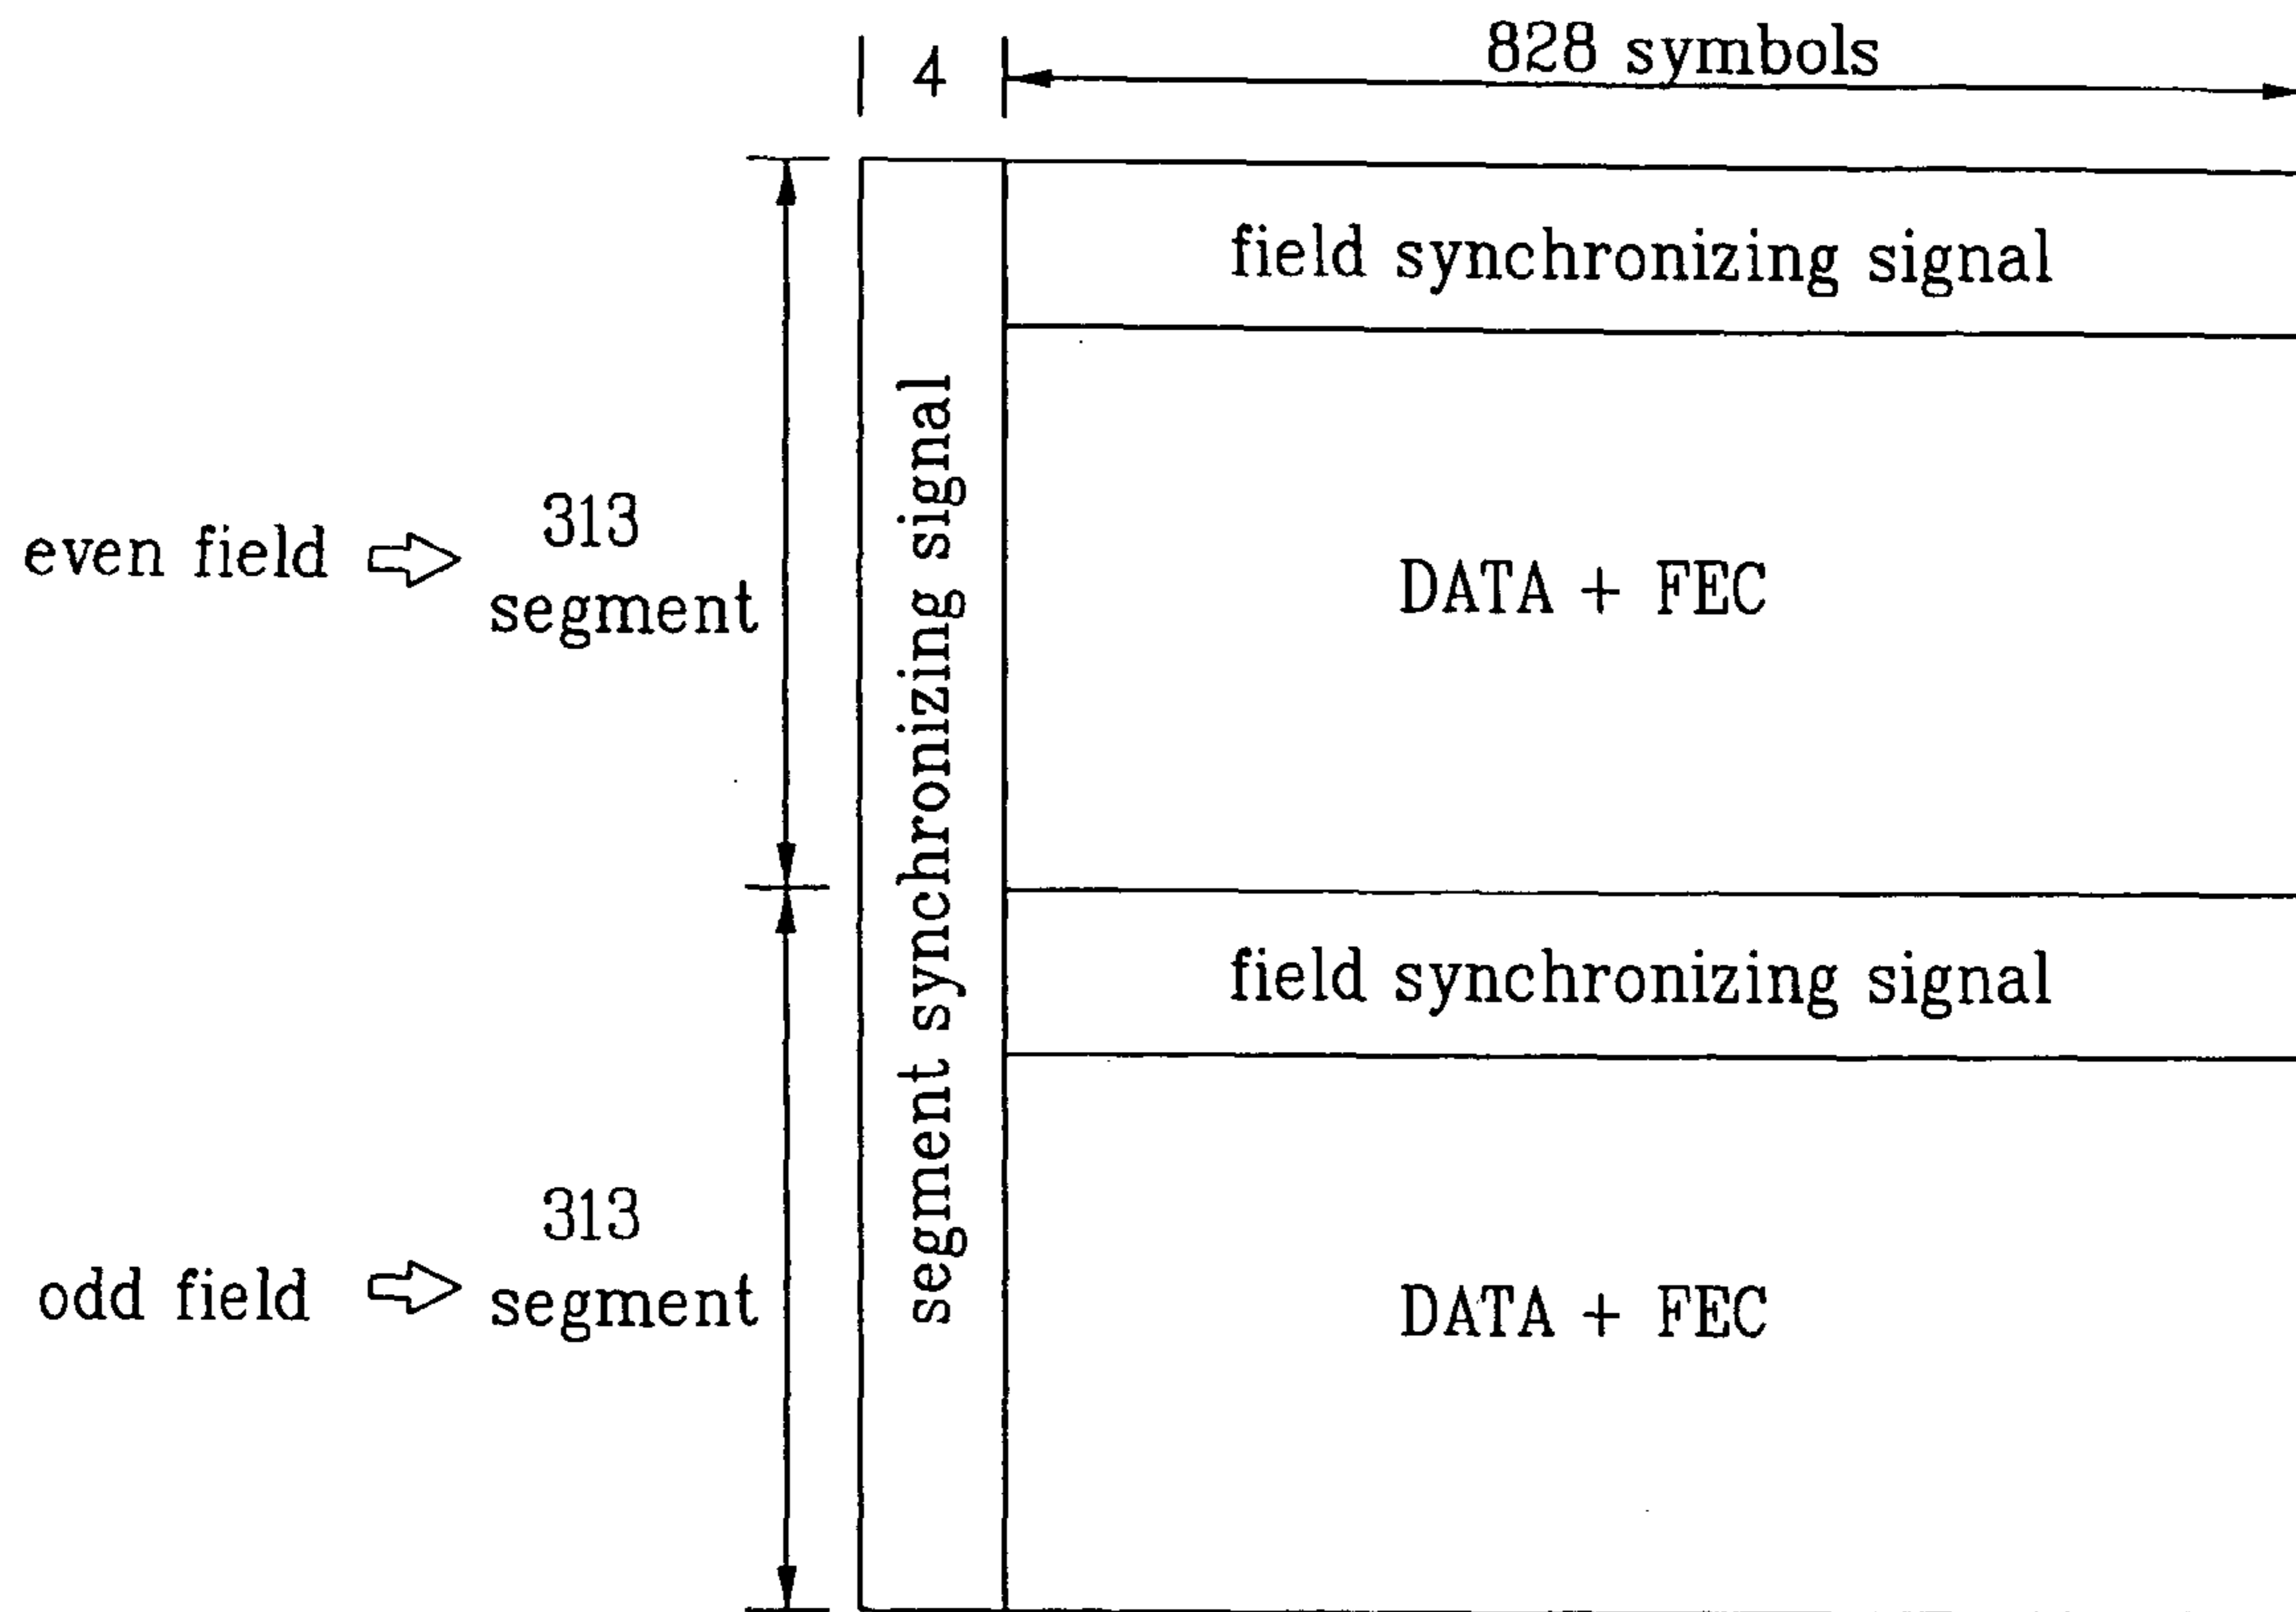 4
828 symbols
field synchronizing signal
segment synchronizing signal
even field
313
segment
DATA + FEC
field synchronizing signal
odd field
313
segment
DATA + FEC